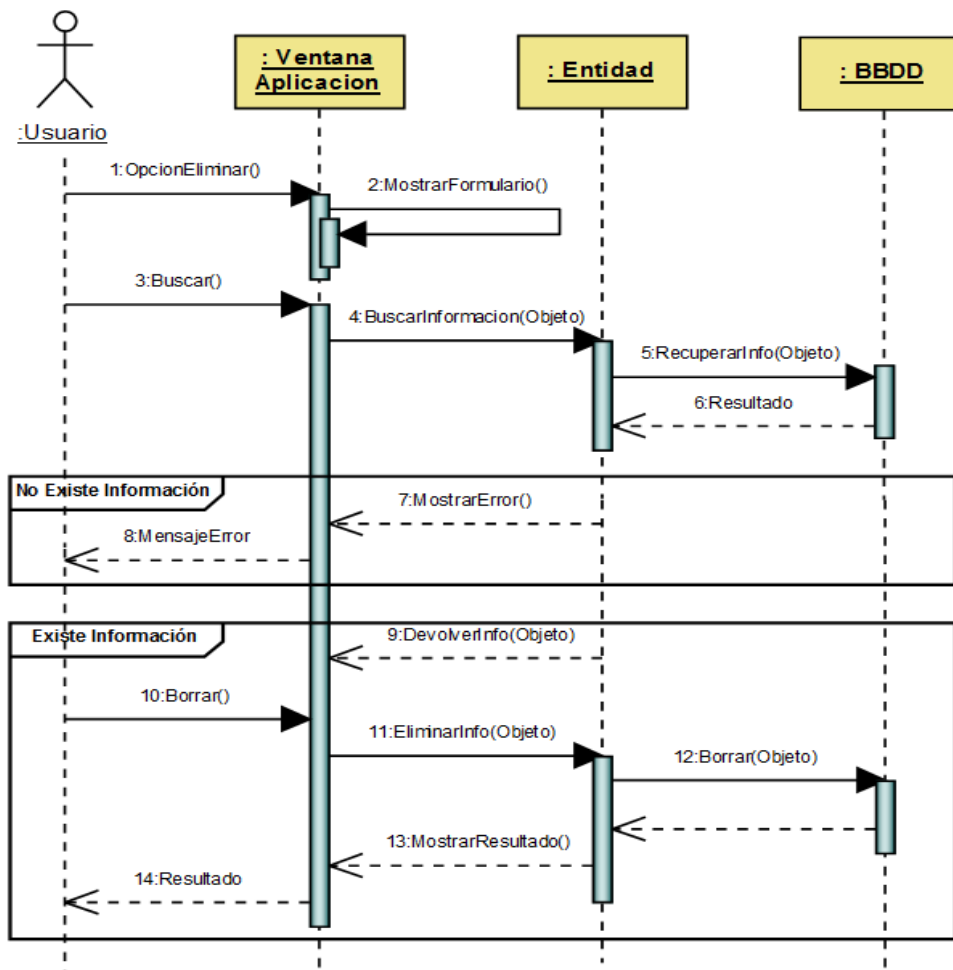 : Ventana
Aplicacion
: Entidad
: BBDD
:Usuario
1:OpcionEliminar()
2:MostrarFormulario()
3:Buscar()
4:BuscarInformacion(Objeto)
5:RecuperarInfo(Objeto)
6:Resultado
No Existe Información
7:MostrarError()
8:MensajeError
Existe Información
9:DevolverInfo(Objeto)
10:Borrar()
11:EliminarInfo(Objeto)
12:Borrar(Objeto)
13:MostrarResultado()
14:Resultado